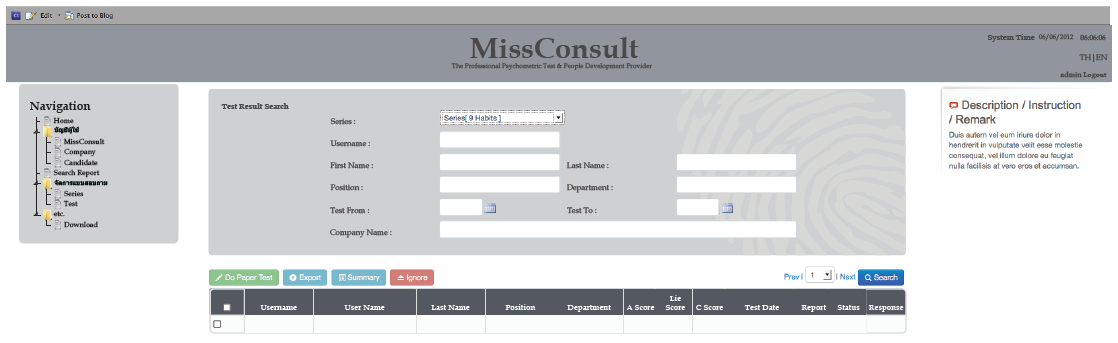 Edit
Post to Blog
MissConsult
The Professional Psychometric Test & People Development Provider
System Time 06/06/2012 06:06:06
TH|EN
admin Logout
Navigation
Home
บัญชีผู้ใช้
MissConsult
Company
Candidate
Search Report
จัดการแบบสอบถาม
Series
Test
etc.
Download
Test Result Search
Series :
Series[ 9 Habits ]
Username :
First Name :
Last Name :
Position :
Department :
Test From :
Test To :
Company Name :
Description / Instruction
/ Remark
Duis autem vel eum iriure dolor in
hendrerit in vulputate velit esse molestie
consequat, vel illum dolore eu feugiat
nulla facilisis at vero eros et accumsan.
Do Paper Test
Export
Summary
Ignore
Prev |
1
| Next
Search
Username
User Name
Last Name
Position
Department
A Score
Lie
Score
C Score
Test Date
Report
Status
Response